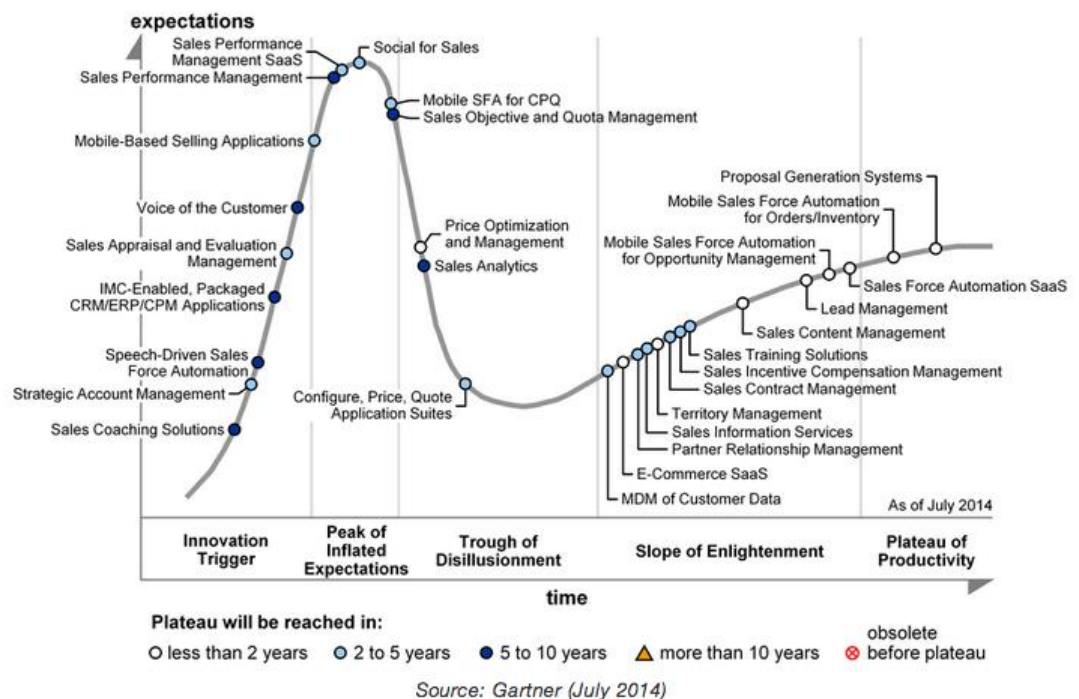 expectations
Sales Performance
Management SaaS
Social for Sales
Sales Performance Management
Mobile SFA for CPQ
Sales Objective and Quota Management
Mobile-Based Selling Applications
Proposal Generation Systems
Mobile Sales Force Automation
for Orders/Inventory
Voice of the Customer
Price Optimization
and Management
Sales Appraisal and Evaluation
Management
Mobile Sales Force Automation
for Opportunity Management
Sales Analytics
Sales Force Automation SaaS
IMC-Enabled, Packaged
CRM/ERP/CPM Applications
Lead Management
Sales Content Management
Speech-Driven Sales
Force Automation
Sales Training Solutions
Sales Incentive Compensation Management
Strategic Account Management
Sales Contract Management
Configure, Price, Quote
Application Suites
Territory Management
Sales Coaching Solutions
Sales Information Services
Partner Relationship Management
E-Commerce SaaS
MDM of Customer Data
As of July 2014
Innovation
Trigger
Peak of
Inflated
Expectations
Trough of
Disillusionment
Slope of Enlightenment
Plateau of
Productivity
time
Plateau will be reached in:
less than 2 years
2 to 5 years
5 to 10 years
more than 10 years
obsolete
before plateau
Source: Gartner (July 2014)